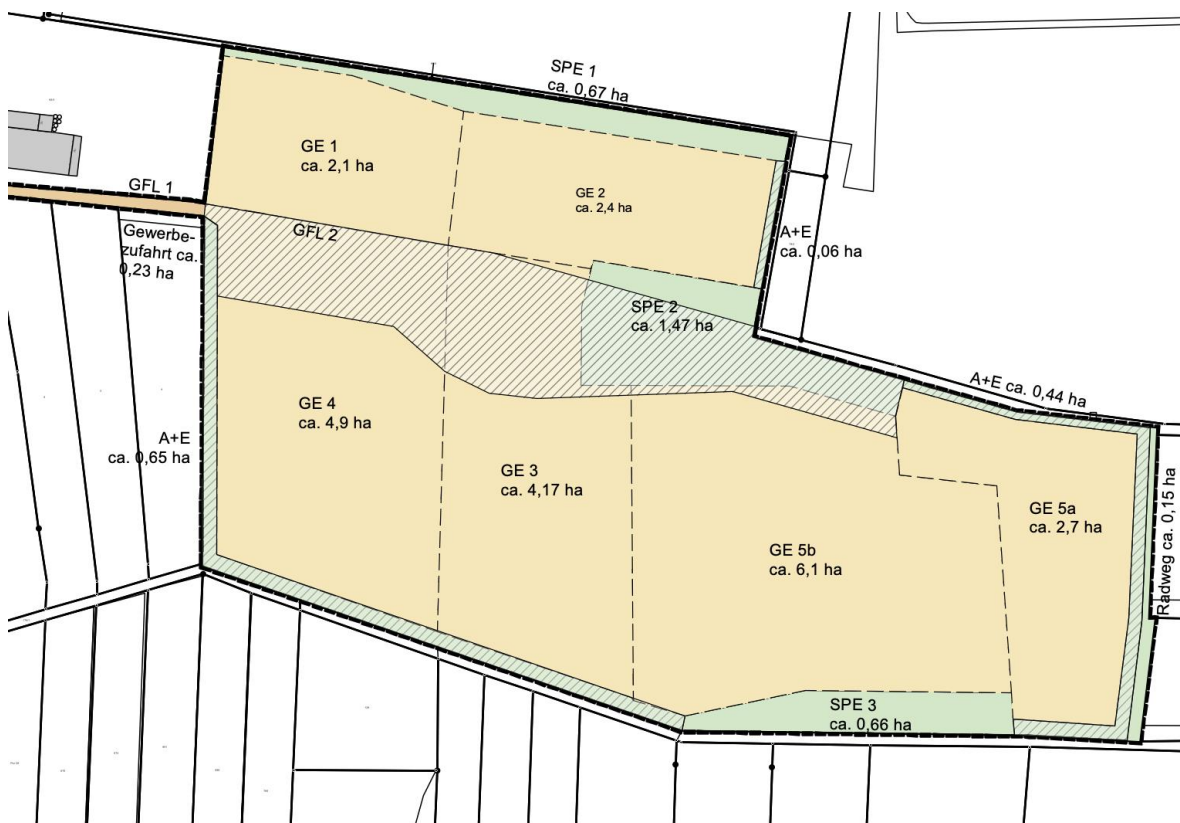 SPE 1
ca. 0,67 ha
GE 1
ca. 2,1 ha
GFL 1
GE 2
ca. 2,4 ha
Gewerbe-
zufahrt ca.
0,23 ha
GFL 2
A+E
ca. 0,06 ha
SPE 2
ca. 1,47 ha
A+E ca. 0,44 ha
GE 4
ca. 4,9 ha
A+E
ca. 0,65 ha
GE 3
ca. 4,17 ha
GE 5a
ca. 2,7 ha
Radweg ca. 0,15 ha
GE 5b
ca. 6,1 ha
SPE 3
ca. 0,66 ha